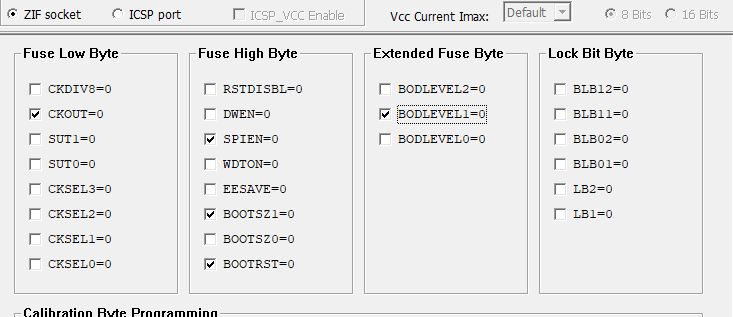 ZIF socket ICSP port ICSP_VCC Enable Vcc Current Imax: Default 8 Bits 16 Bits
Fuse Low Byte
CKDIV8=0
CKOUT=0
SUT1=0
SUT0=0
CKSEL3=0
CKSEL2=0
CKSEL1=0
CKSEL0=0
Fuse High Byte
RSTDISBL=0
DWEN=0
SPIEN=0
WDTON=0
EESAVE=0
BOOTSZ1=0
BOOTSZ0=0
BOOTRST=0
Extended Fuse Byte
BODLEVEL2=0
BODLEVEL1=0
BODLEVEL0=0
Lock Bit Byte
BLB12=0
BLB11=0
BLB02=0
BLB01=0
LB2=0
LB1=0
Calibration Byte Programming